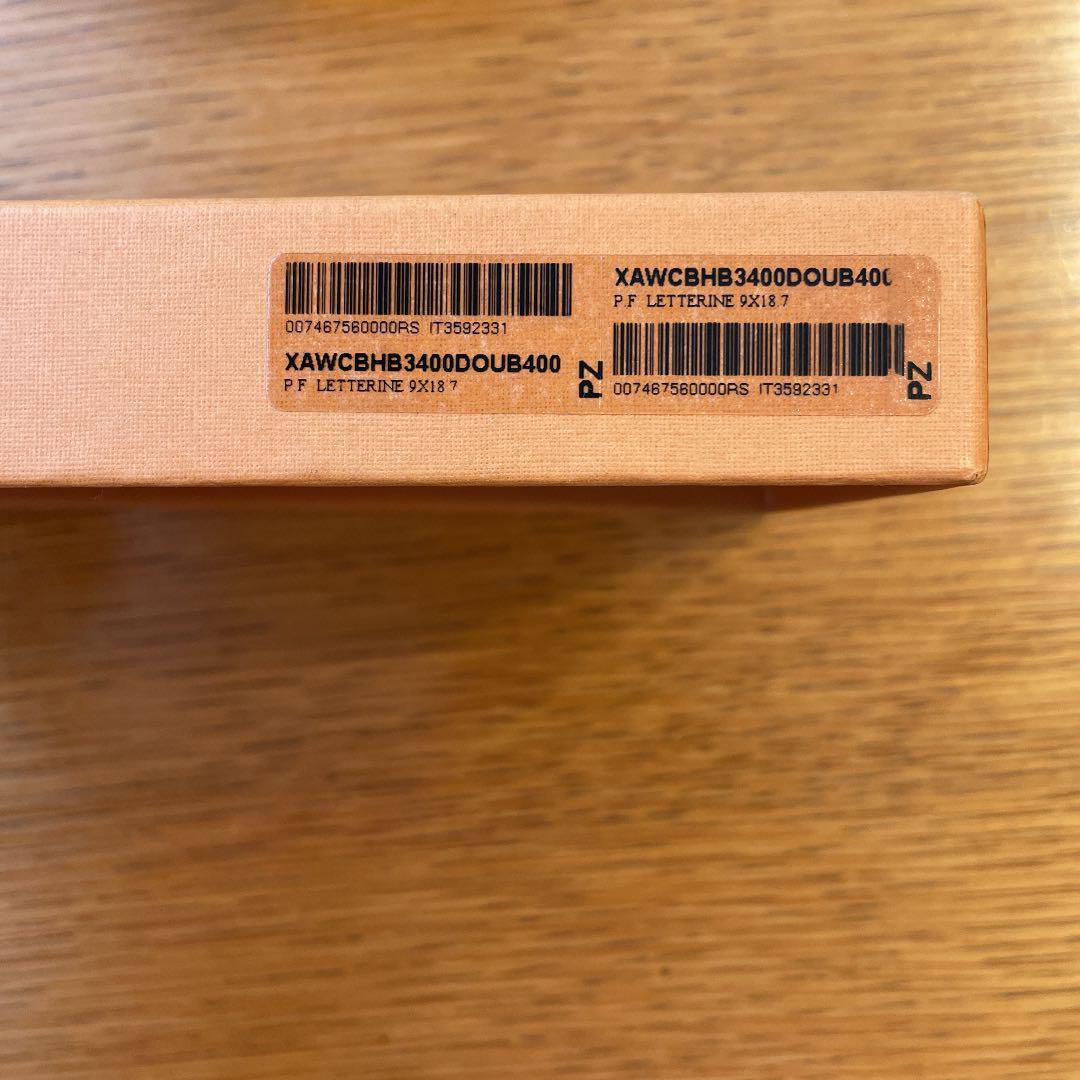 007467560000RS IT3592331
XAWCBHB3400DOUB400
P.F LETTERINE 9X18 7
PZ
XAWCBHB3400DOUB400
P.F LETTERINE 9X18.7
007467560000RS IT3592331
PZ